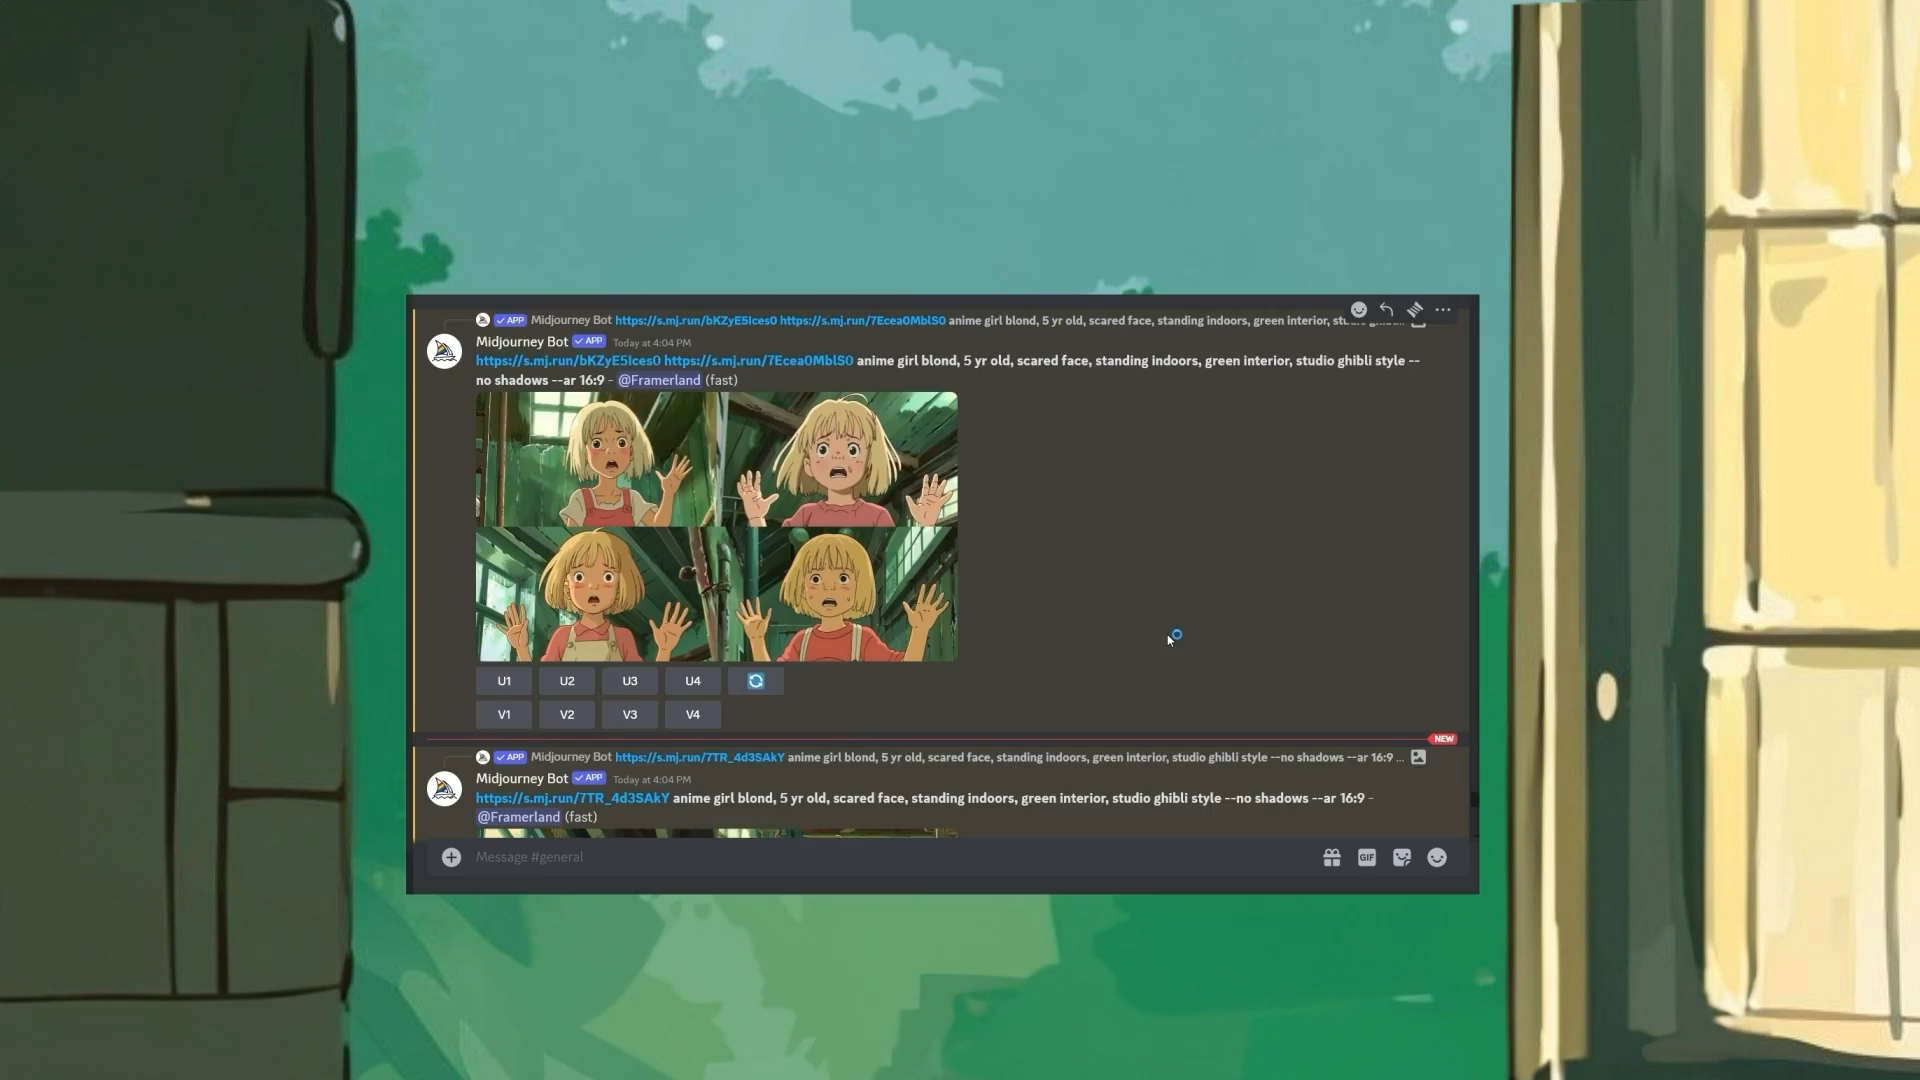 APP Midjourney Bot https://s.mj.run/bKZyE5Ices0 https://s.mj.run/7Ecea0MblS0 anime girl blond, 5 yr old, scared face, standing indoors, green interior,
Midjourney Bot APP Today at 4:04 PM
https://s.mj.run/bKZyE5Ices0 https://s.mj.run/7Ecea0MblS0 anime girl blond, 5 yr old, scared face, standing indoors, green interior, studio ghibli style --
no shadows --ar 16:9 - @Framerland (fast)
U1 U2 U3 U4
V1 V2 V3 V4
NEW
APP Midjourney Bot https://s.mj.run/7TR_4d3SAkY anime girl blond, 5 yr old, scared face, standing indoors, green interior, studio ghibli style --no shadows --ar 16:9 ...
Midjourney Bot APP Today at 4:04 PM
https://s.mj.run/7TR_4d3SAkY anime girl blond, 5 yr old, scared face, standing indoors, green interior, studio ghibli style --no shadows --ar 16:9 -
@Framerland (fast)
Message #general
GIF